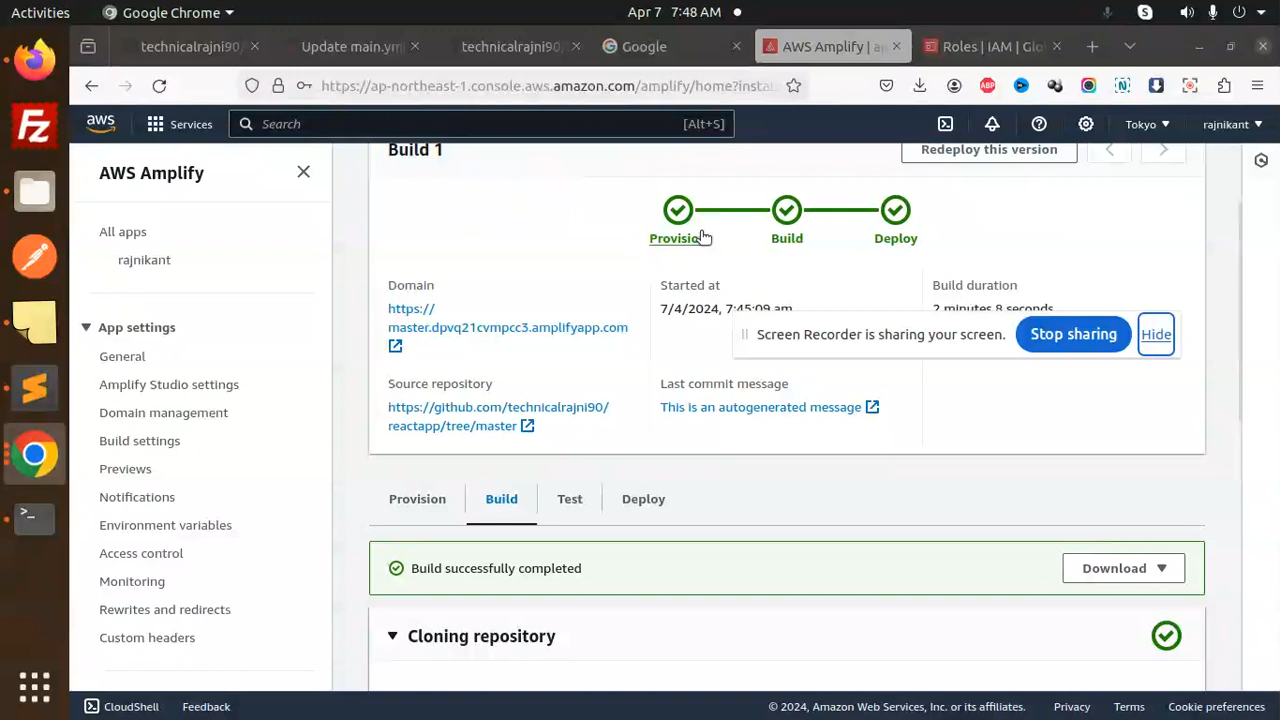 Activities
Google Chrome
Apr 7 7:48 AM
technicalrajni90/
Update main.ym
technicalrajni90/
Google
AWS Amplify | ap
Roles | IAM | Glo
https://ap-northeast-1.console.aws.amazon.com/amplify/home?insta
aws
Services
Search
[Alt+S]
Tokyo
rajnikant
AWS Amplify
All apps
rajnikant
App settings
General
Amplify Studio settings
Domain management
Build settings
Previews
Notifications
Environment variables
Access control
Monitoring
Rewrites and redirects
Custom headers
Build 1
Redeploy this version
Provision
Build
Deploy
Domain
https://
master.dpvq21cvmpcc3.amplifyapp.com
Started at
7/4/2024, 7:45:09 am
Build duration
2 minutes 8 seconds
Screen Recorder is sharing your screen.
Stop sharing
Hide
Source repository
https://github.com/technicalrajni90/
reactapp/tree/master
Last commit message
This is an autogenerated message
Provision
Build
Test
Deploy
Build successfully completed
Download
Cloning repository
CloudShell
Feedback
© 2024, Amazon Web Services, Inc. or its affiliates.
Privacy
Terms
Cookie preferences